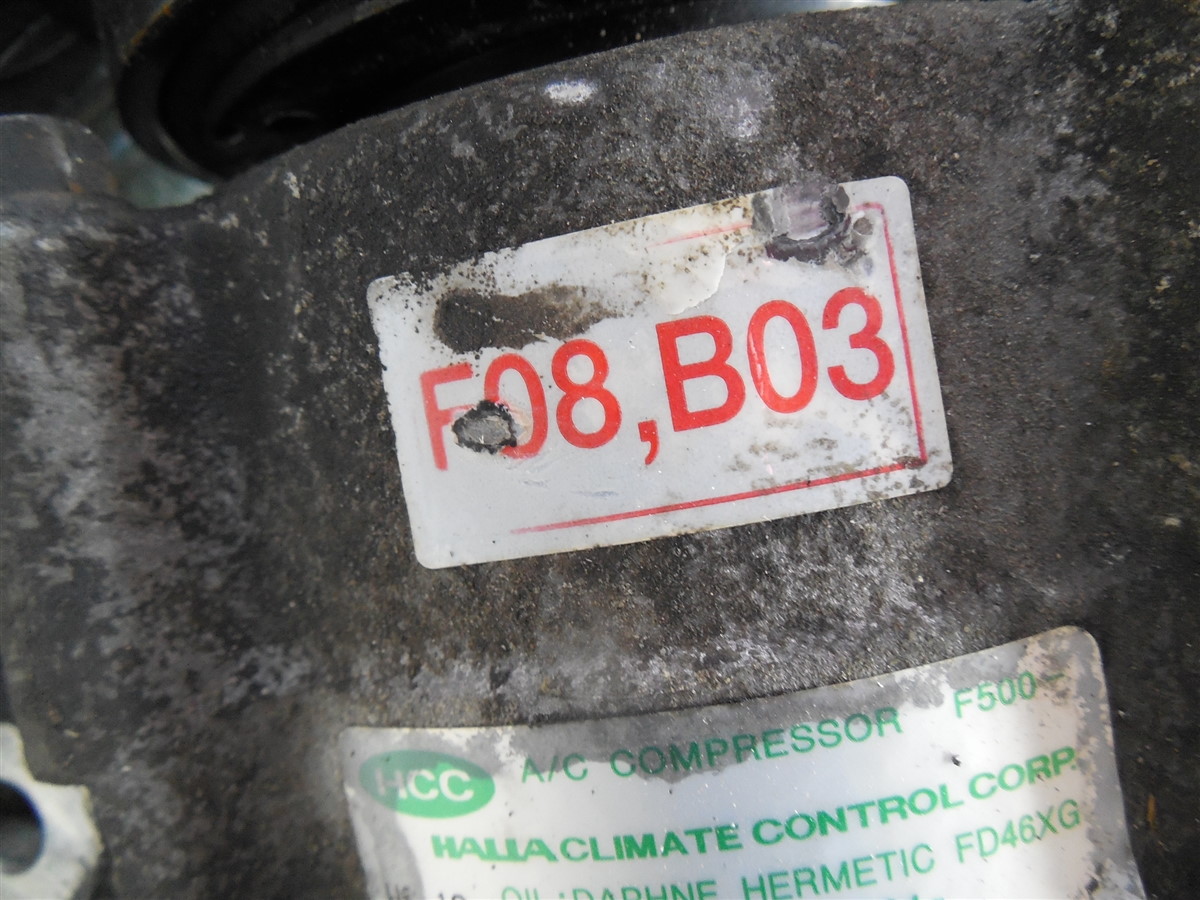 F08,B03
HCC A/C COMPRESSOR F500-
HALLA CLIMATE CONTROL CORP.
OIL:DAPHNE HERMETIC FD46XG